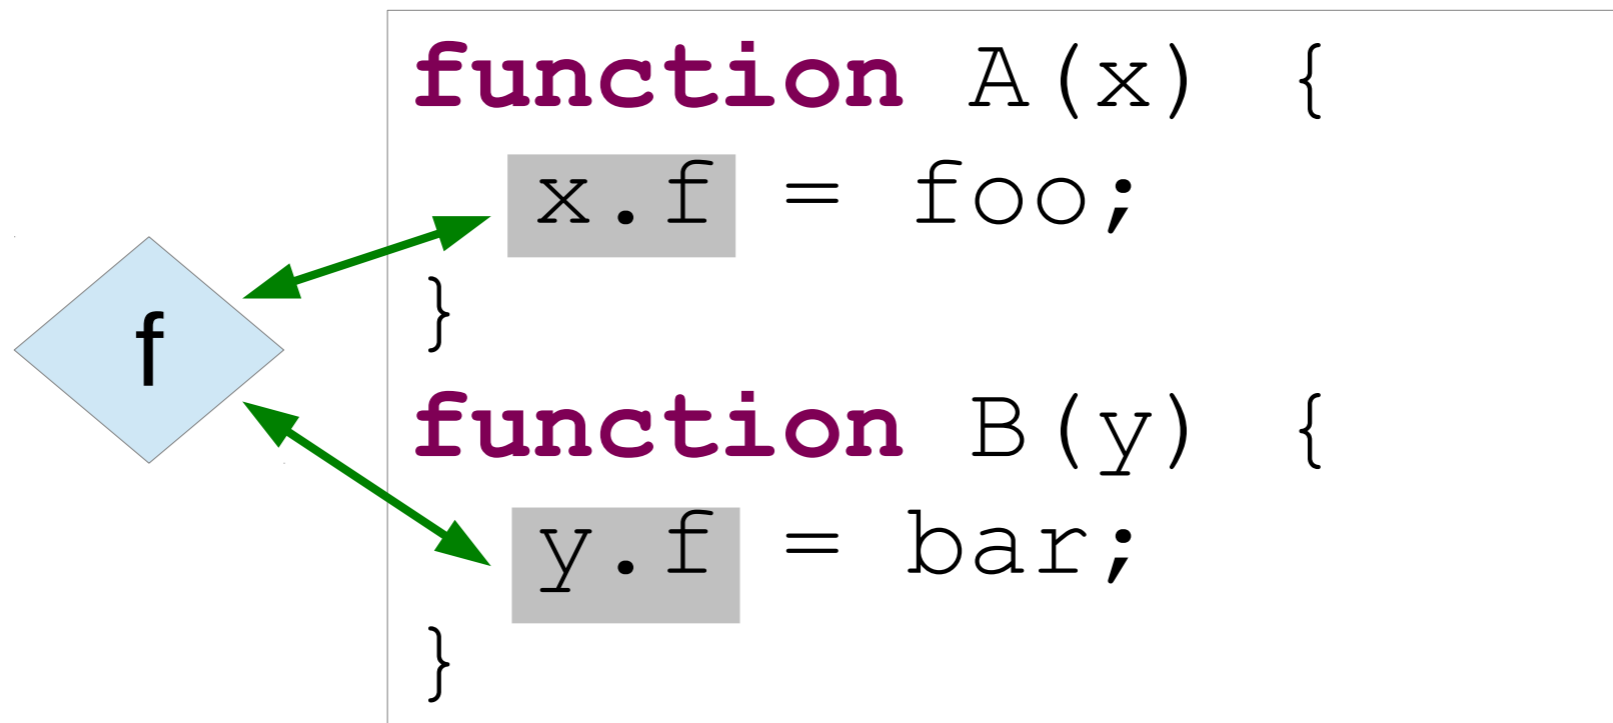 function A(x) {
x.f = foo;
}
f
function B(y) {
y.f = bar;
}